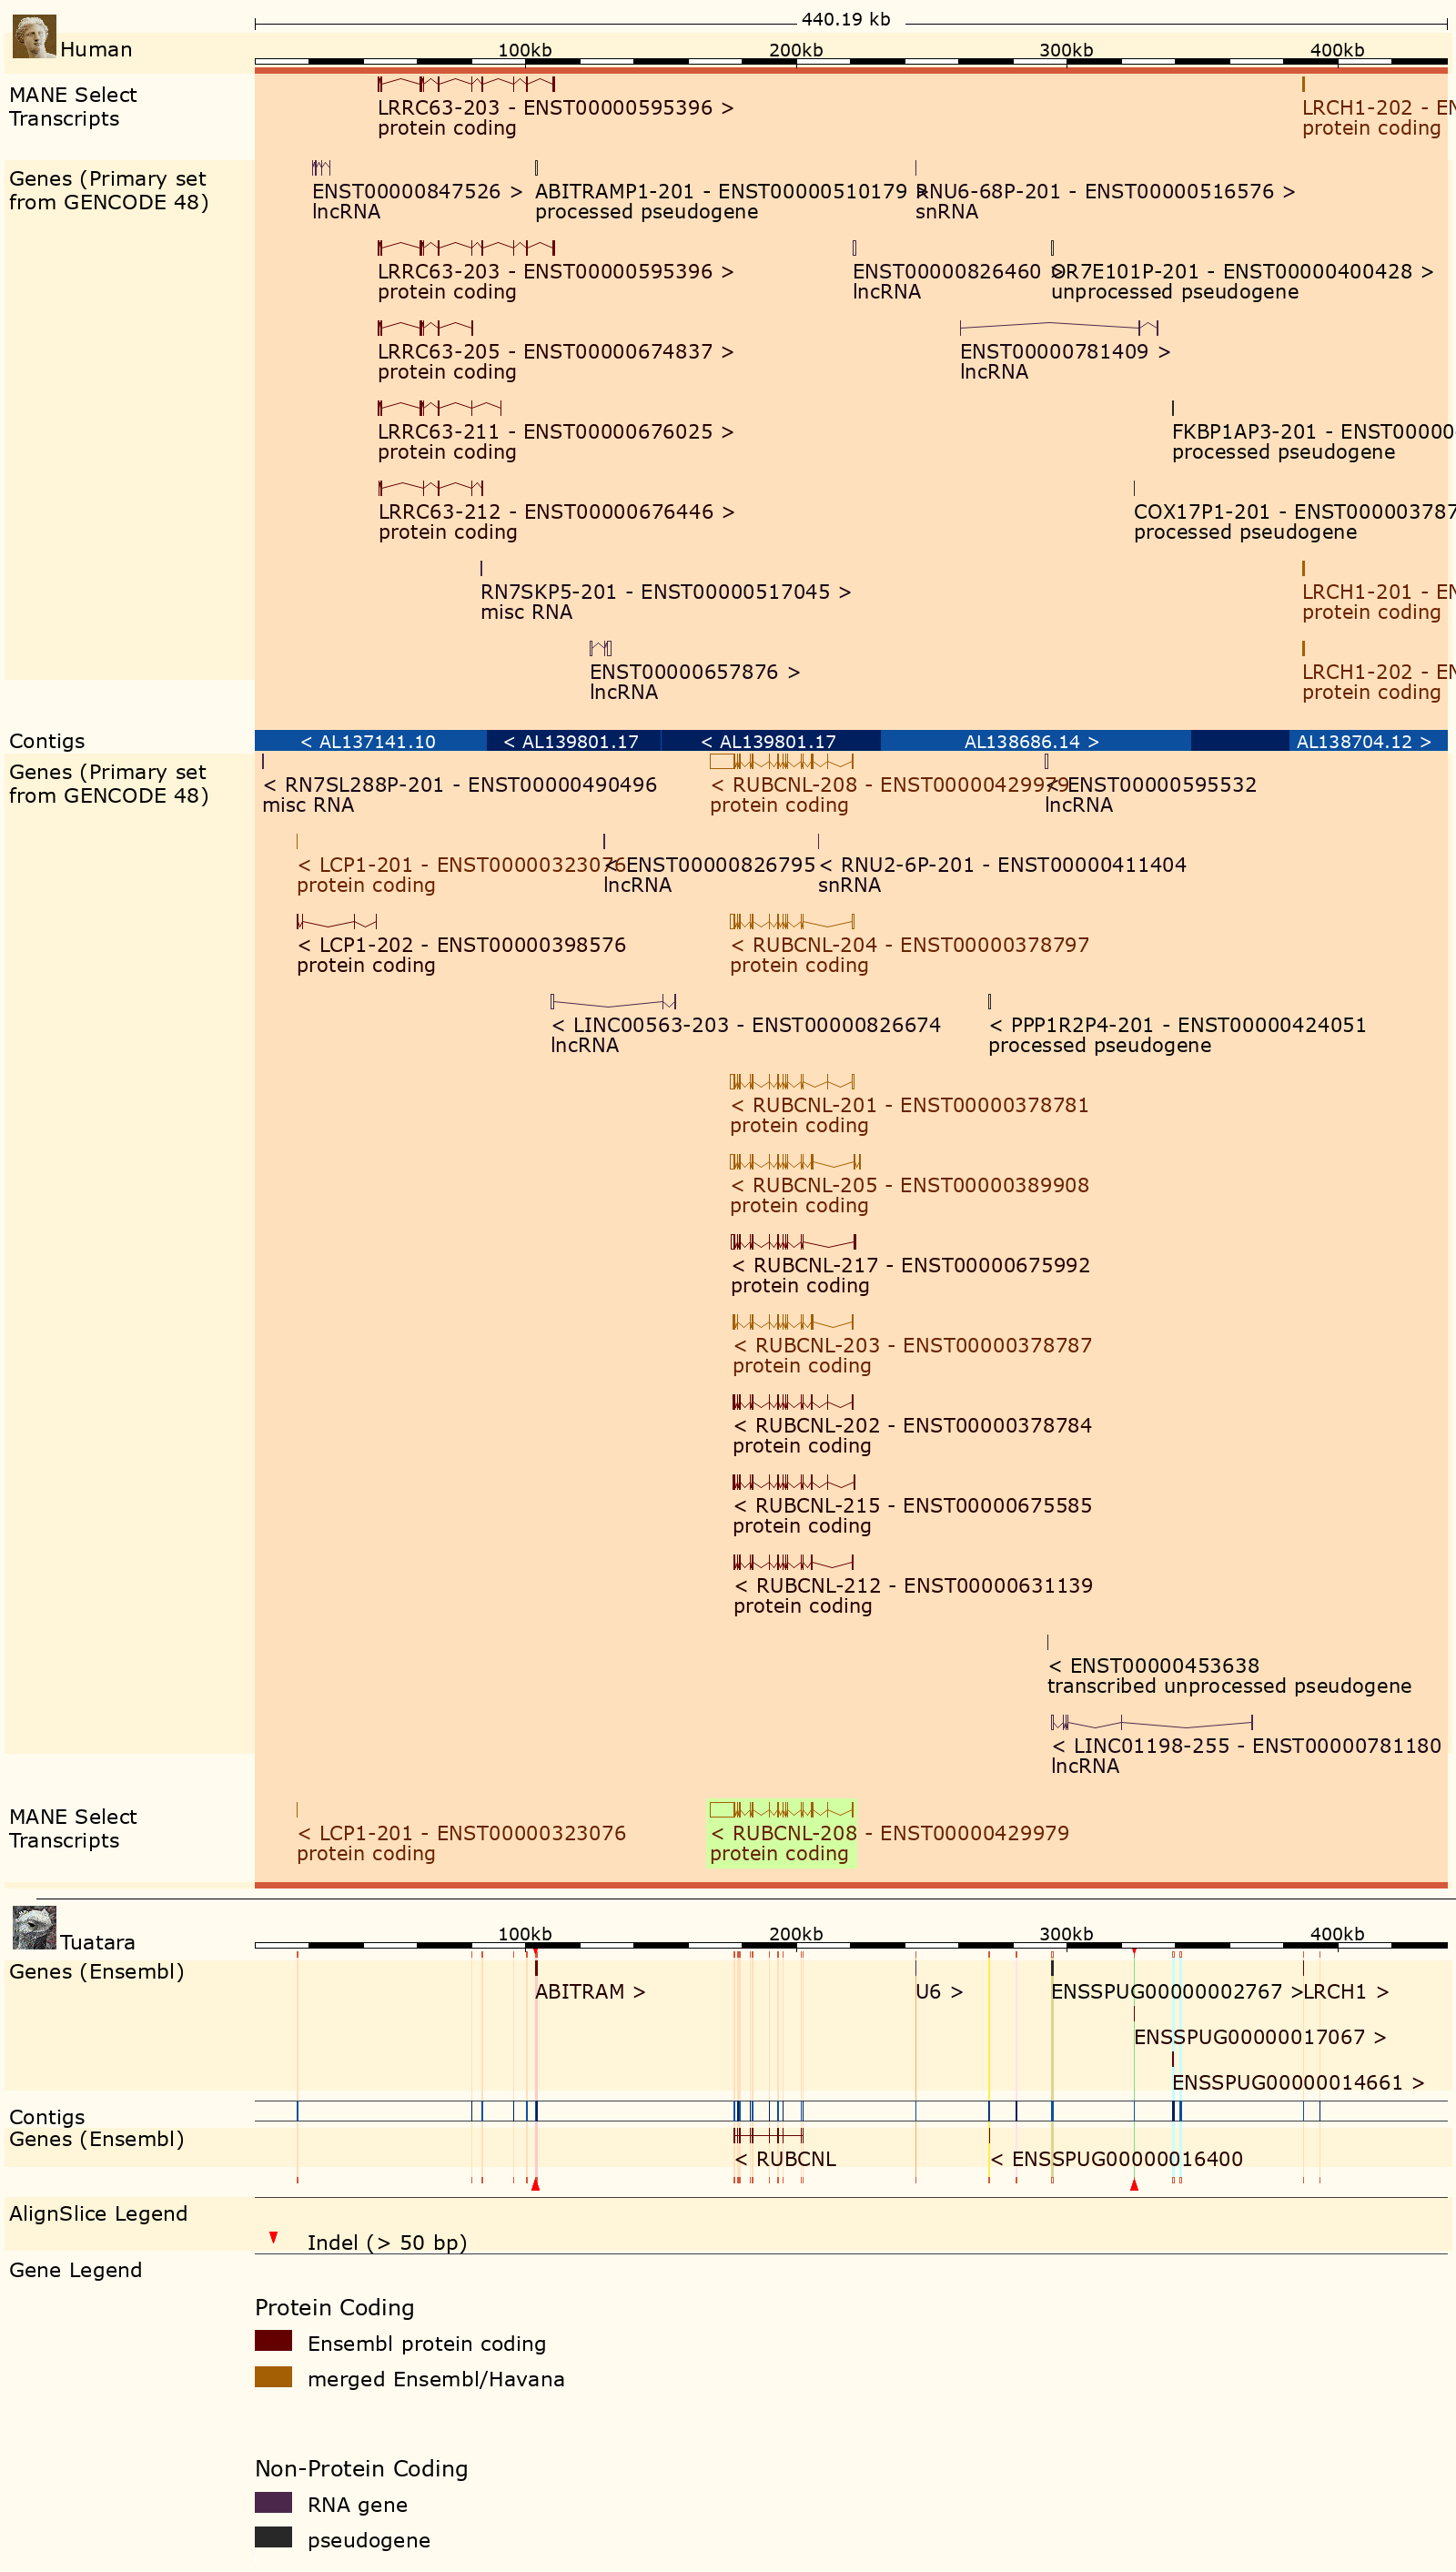 440.19 kb
Human
100kb 200kb 300kb 400kb
MANE Select
Transcripts
LRRC63-203 - ENST00000595396 > LRCH1-202 - EN
protein coding protein coding
Genes (Primary set
from GENCODE 48)
ENST00000847526 > ABITRAMP1-201 - ENST00000510179 > RNU6-68P-201 - ENST00000516576 >
lncRNA processed pseudogene snRNA
LRRC63-203 - ENST00000595396 > ENST00000826460 > OR7E101P-201 - ENST00000400428 >
protein coding lncRNA unprocessed pseudogene
LRRC63-205 - ENST00000674837 > ENST00000781409 >
protein coding lncRNA
LRRC63-211 - ENST00000676025 > FKBP1AP3-201 - ENST00000
protein coding processed pseudogene
LRRC63-212 - ENST00000676446 > COX17P1-201 - ENST000003787
protein coding processed pseudogene
RN7SKP5-201 - ENST00000517045 > LRCH1-201 - EN
misc RNA protein coding
ENST00000657876 > LRCH1-202 - EN
lncRNA protein coding
Contigs
< AL137141.10 < AL139801.17 < AL139801.17 AL138686.14 > AL138704.12 >
Genes (Primary set
from GENCODE 48)
< RN7SL288P-201 - ENST00000490496 < RUBCNL-208 - ENST00000429979 < ENST00000595532
misc RNA protein coding lncRNA
< LCP1-201 - ENST00000323076 < ENST00000826795 < RNU2-6P-201 - ENST00000411404
protein coding lncRNA snRNA
< LCP1-202 - ENST00000398576 < RUBCNL-204 - ENST00000378797
protein coding protein coding
< LINC00563-203 - ENST00000826674 < PPP1R2P4-201 - ENST00000424051
lncRNA processed pseudogene
< RUBCNL-201 - ENST00000378781
protein coding
< RUBCNL-205 - ENST00000389908
protein coding
< RUBCNL-217 - ENST00000675992
protein coding
< RUBCNL-203 - ENST00000378787
protein coding
< RUBCNL-202 - ENST00000378784
protein coding
< RUBCNL-215 - ENST00000675585
protein coding
< RUBCNL-212 - ENST00000631139
protein coding
< ENST00000453638
transcribed unprocessed pseudogene
< LINC01198-255 - ENST00000781180
lncRNA
MANE Select
Transcripts
< LCP1-201 - ENST00000323076 < RUBCNL-208 - ENST00000429979
protein coding protein coding
Tuatara
100kb 200kb 300kb 400kb
Genes (Ensembl)
ABITRAM > U6 > ENSSPUG00000002767 > LRCH1 >
ENSSPUG00000017067 >
ENSSPUG00000014661 >
Contigs
Genes (Ensembl)
< RUBCNL < ENSSPUG00000016400
AlignSlice Legend
Indel (> 50 bp)
Gene Legend
Protein Coding
Ensembl protein coding
merged Ensembl/Havana
Non-Protein Coding
RNA gene
pseudogene